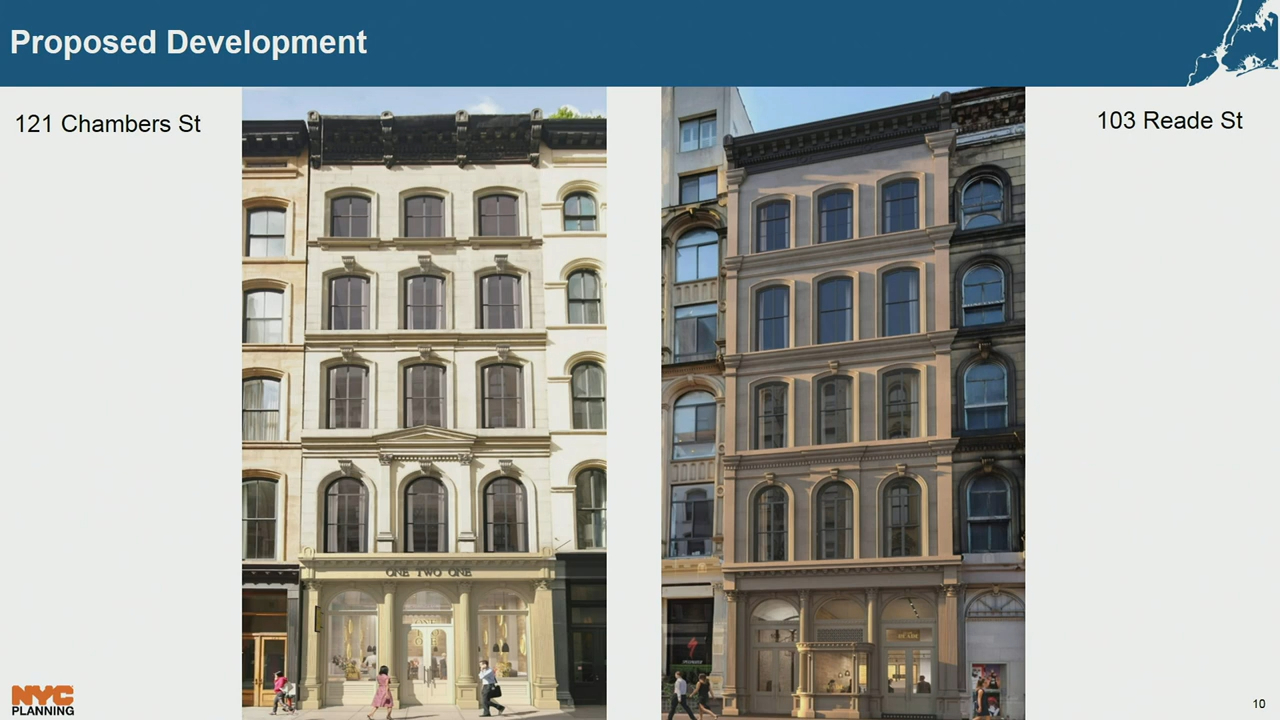 Proposed Development
121 Chambers St
103 Reade St
ONE TWO ONE
NYC
PLANNING
10